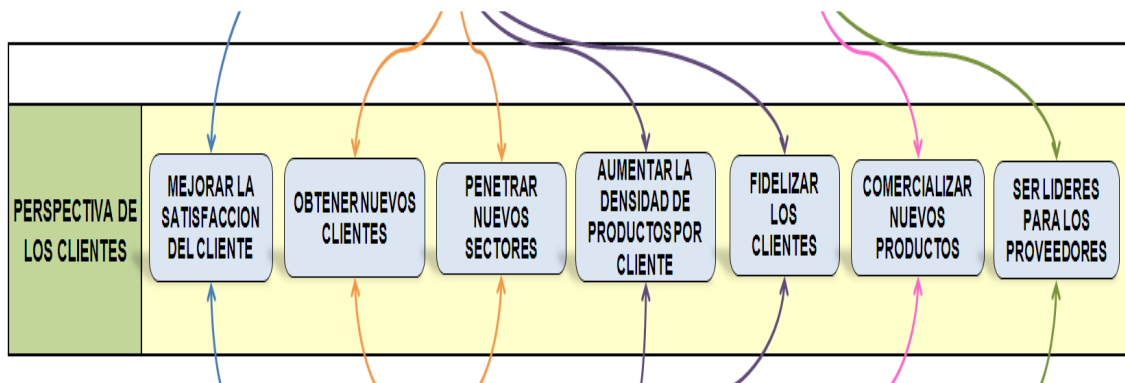 PERSPECTIVA DE
LOS CLIENTES
MEJORAR LA
SATISFACCION
DEL CLIENTE
OBTENER NUEVOS
CLIENTES
PENETRAR
NUEVOS
SECTORES
AUMENTAR LA
DENSIDAD DE
PRODUCTOS POR
CLIENTE
FIDELIZAR
LOS
CLIENTES
COMERCIALIZAR
NUEVOS
PRODUCTOS
SER LIDERES
PARA LOS
PROVEEDORES